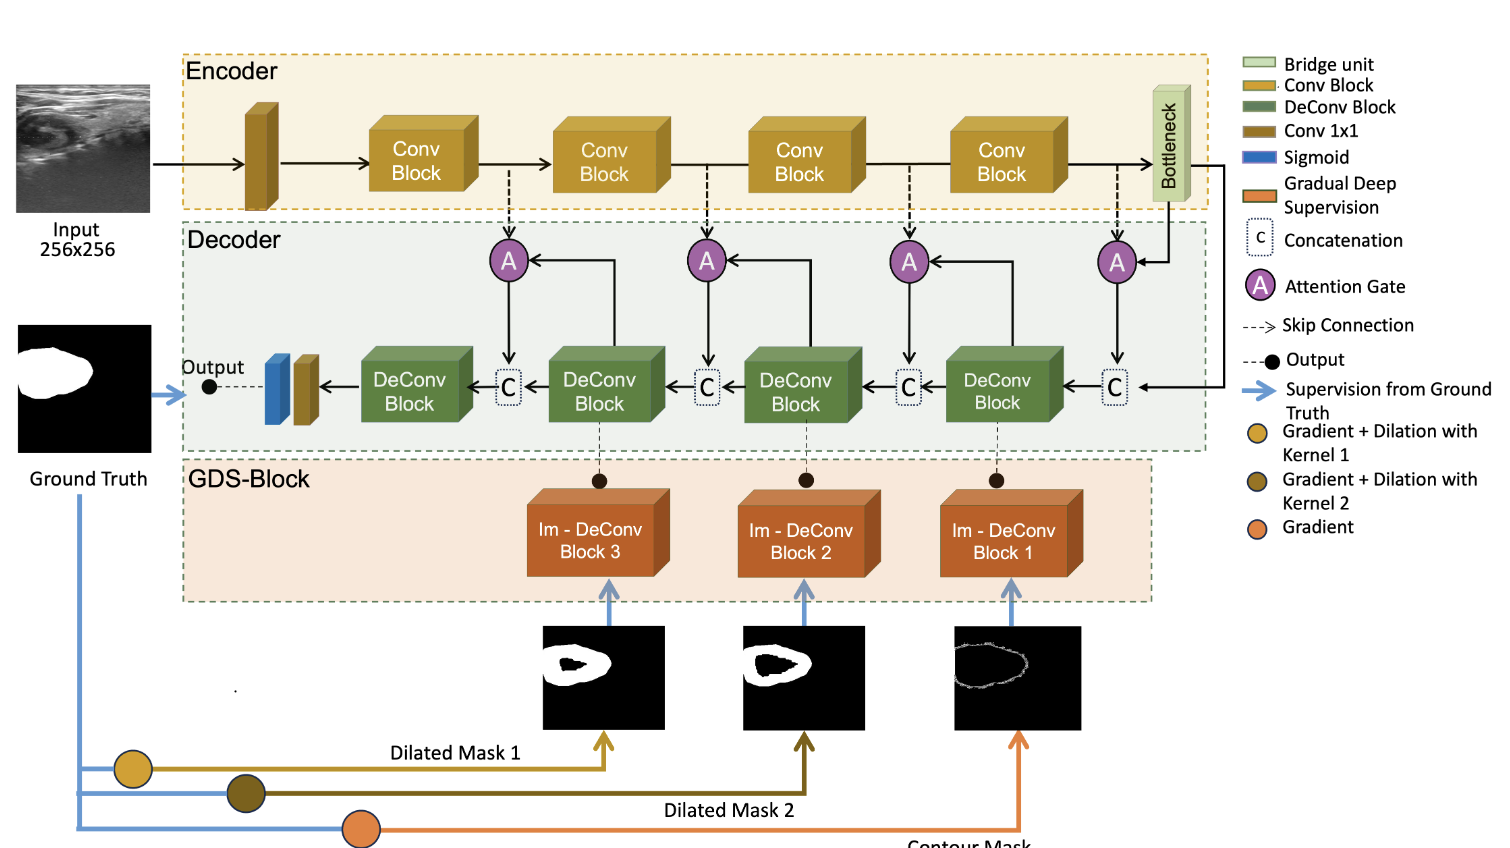 Encoder
Conv
Block
Conv
Block
Conv
Block
Conv
Block
Bottleneck
Input
256x256
Decoder
A
A
A
A
Output
DeConv
Block
C
DeConv
Block
C
DeConv
Block
C
DeConv
Block
C
Ground Truth
GDS-Block
Im - DeConv
Block 3
Im - DeConv
Block 2
Im - DeConv
Block 1
Dilated Mask 1
Dilated Mask 2
Contour Mask
Bridge unit
Conv Block
DeConv Block
Conv 1x1
Sigmoid
Gradual Deep
Supervision
C
Concatenation
A
Attention Gate
Skip Connection
Output
Supervision from Ground
Truth
Gradient + Dilation with
Kernel 1
Gradient + Dilation with
Kernel 2
Gradient